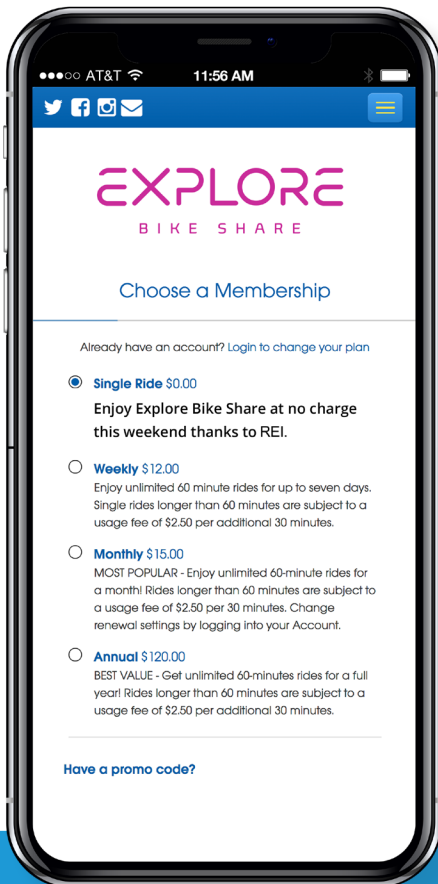 AT&T
11:56 AM
EXPLORE
BIKE SHARE
Choose a Membership
Already have an account? Login to change your plan
Single Ride $0.00
Enjoy Explore Bike Share at no charge
this weekend thanks to REI.
Weekly $12.00
Enjoy unlimited 60 minute rides for up to seven days.
Single rides longer than 60 minutes are subject to a
usage fee of $2.50 per additional 30 minutes.
Monthly $15.00
MOST POPULAR - Enjoy unlimited 60-minute rides for
a month! Rides longer than 60 minutes are subject to
a usage fee of $2.50 per 30 minutes. Change
renewal settings by logging into your Account.
Annual $120.00
BEST VALUE - Get unlimited 60-minutes rides for a full
year! Rides longer than 60 minutes are subject to a
usage fee of $2.50 per additional 30 minutes.
Have a promo code?